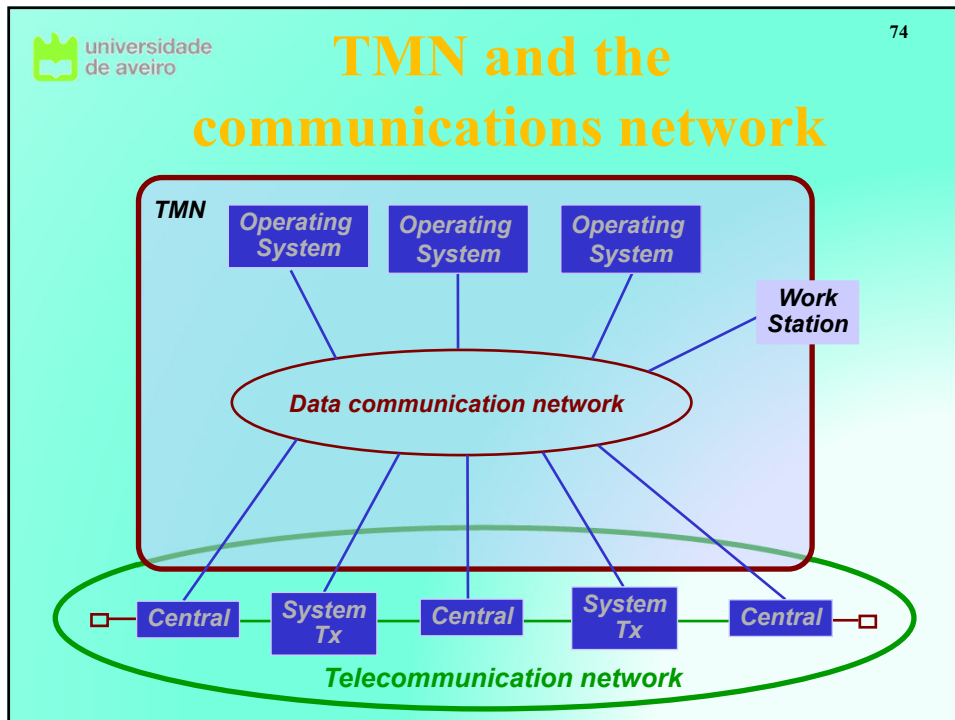 universidade
de aveiro
74
TMN and the
communications network
TMN
Operating
System
Operating
System
Operating
System
Work
Station
Data communication network
Central
System
Tx
Central
System
Tx
Central
Telecommunication network